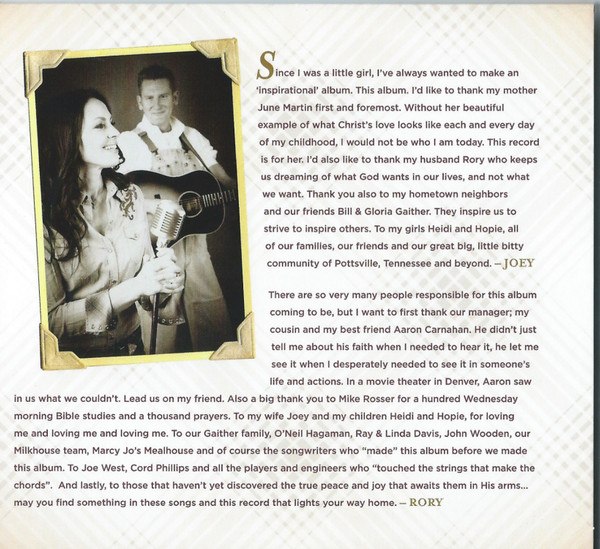 Since I was a little girl, I've always wanted to make an
'inspirational' album. This album. I'd like to thank my mother
June Martin first and foremost. Without her beautiful
example of what Christ's love looks like each and every day
of my childhood, I would not be who I am today. This record
is for her. I'd also like to thank my husband Rory who keeps
us dreaming of what God wants in our lives, and not what
we want. Thank you also to my hometown neighbors
and our friends Bill & Gloria Gaither. They inspire us to
strive to inspire others. To my girls Heidi and Hopie, all
of our families, our friends and our great big, little bitty
community of Pottsville, Tennessee and beyond. – JOEY
There are so very many people responsible for this album
coming to be, but I want to first thank our manager; my
cousin and my best friend Aaron Carnahan. He didn't just
tell me about his faith when I needed to hear it, he let me
see it when I desperately needed to see it in someone's
life and actions. In a movie theater in Denver, Aaron saw
in us what we couldn't. Lead us on my friend. Also a big thank you to Mike Rosser for a hundred Wednesday
morning Bible studies and a thousand prayers. To my wife Joey and my children Heidi and Hopie, for loving
me and loving me and loving me. To our Gaither family, O'Neil Hagaman, Ray & Linda Davis, John Wooden, our
Milkhouse team, Marcy Jo's Mealhouse and of course the songwriters who "made" this album before we made
this album. To Joe West, Cord Phillips and all the players and engineers who "touched the strings that make the
chords". And lastly, to those that haven't yet discovered the true peace and joy that awaits them in His arms...
may you find something in these songs and this record that lights your way home. – RORY